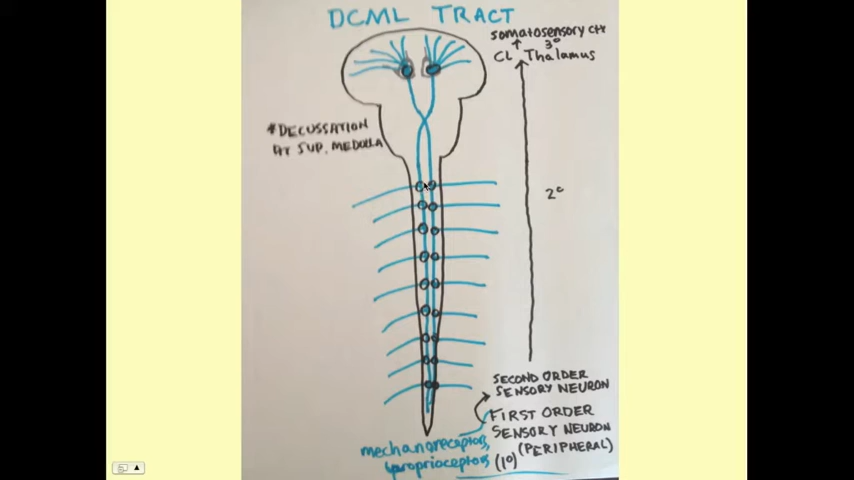 DCML TRACT
somatosensory ctx
↑ 3°
CL Thalamus
*DECUSSATION
AT SUP. MEDULLA
2°
SECOND ORDER
SENSORY NEURON
FIRST ORDER
SENSORY NEURON
(PERIPHERAL)
(1°)
mechanoreceptors,
proprioceptors